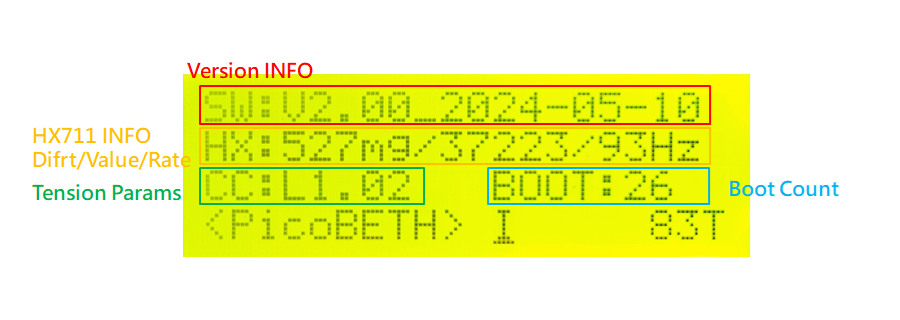 Version INFO
SW:V2.00_2024-05-10
HX711 INFO
Difrt/Value/Rate
HX:527mg/37223/93Hz
Tension Params
CC:L1.02 BOOT:26
Boot Count
<PicoBETH> I 83T